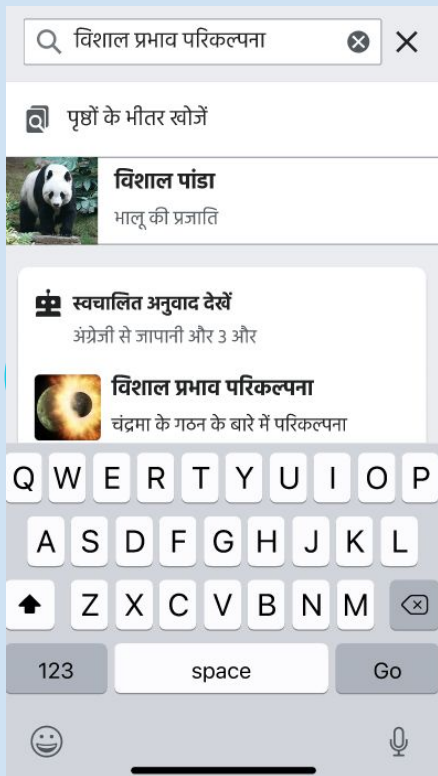 विशाल प्रभाव परिकल्पना
पृष्ठों के भीतर खोजें
विशाल पांडा
भालू की प्रजाति
स्वचालित अनुवाद देखें
अंग्रेजी से जापानी और 3 और
विशाल प्रभाव परिकल्पना
चंद्रमा के गठन के बारे में परिकल्पना
Q W E R T Y U I O P
A S D F G H J K L
Z X C V B N M
123 space Go